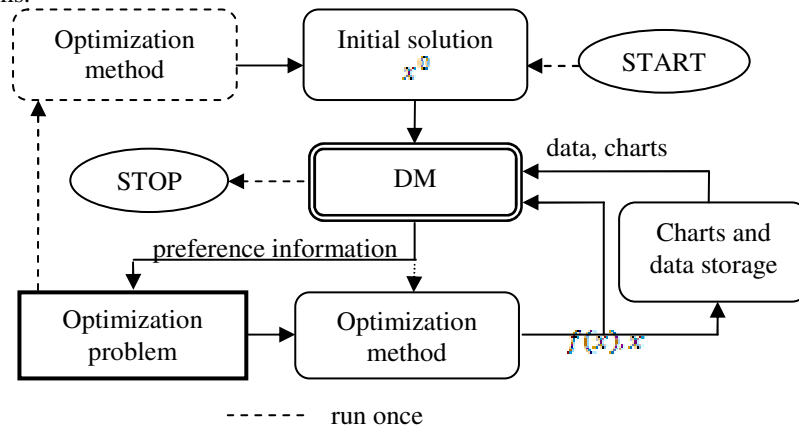 Optimization
method
Initial solution
x⁰
START
STOP
DM
data, charts
Charts and
data storage
preference information
Optimization
problem
Optimization
method
f(x), x
run once